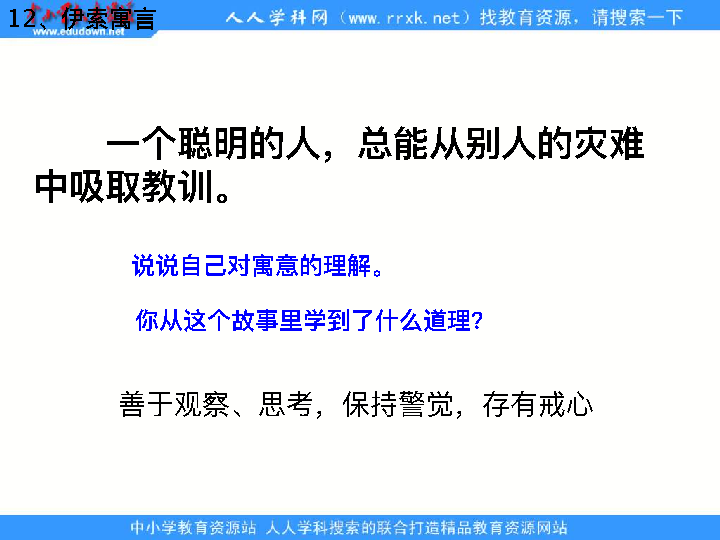 12、伊索寓言
www.edudown.net
人人学科网（www.rrxk.net）找教育资源，请搜索一下
一个聪明的人，总能从别人的灾难
中吸取教训。
说说自己对寓意的理解。
你从这个故事里学到了什么道理？
善于观察、思考，保持警觉，存有戒心
中小学教育资源站 人人学科搜索的联合打造精品教育资源网站